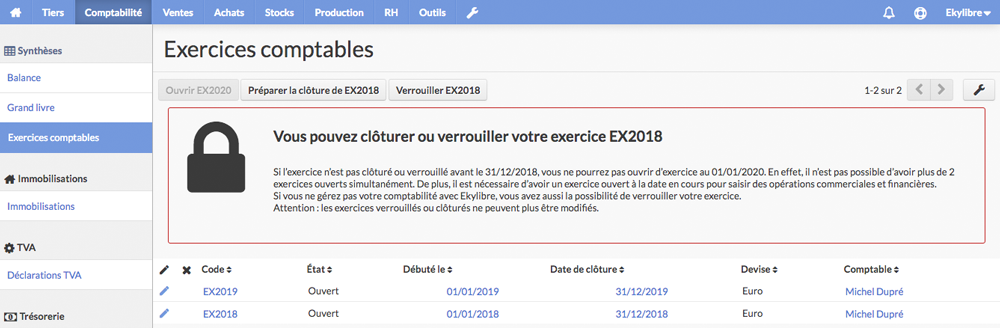 Tiers Comptabilité Ventes Achats Stocks Production RH Outils Ekylibre
Synthèses
Balance
Grand livre
Exercices comptables
Immobilisations
Immobilisations
TVA
Déclarations TVA
Trésorerie
Exercices comptables
Ouvrir EX2020 Préparer la clôture de EX2018 Verrouiller EX2018 1-2 sur 2
Vous pouvez clôturer ou verrouiller votre exercice EX2018
Si l'exercice n'est pas clôturé ou verrouillé avant le 31/12/2018, vous ne pourrez pas ouvrir d'exercice au 01/01/2020. En effet, il n'est pas possible d'avoir plus de 2
exercices ouverts simultanément. De plus, il est nécessaire d'avoir un exercice ouvert à la date en cours pour saisir des opérations commerciales et financières.
Si vous ne gérez pas votre comptabilité avec Ekylibre, vous avez aussi la possibilité de verrouiller votre exercice.
Attention : les exercices verrouillés ou clôturés ne peuvent plus être modifiés.
Code État Débuté le Date de clôture Devise Comptable
EX2019 Ouvert 01/01/2019 31/12/2019 Euro Michel Dupré
EX2018 Ouvert 01/01/2018 31/12/2018 Euro Michel Dupré